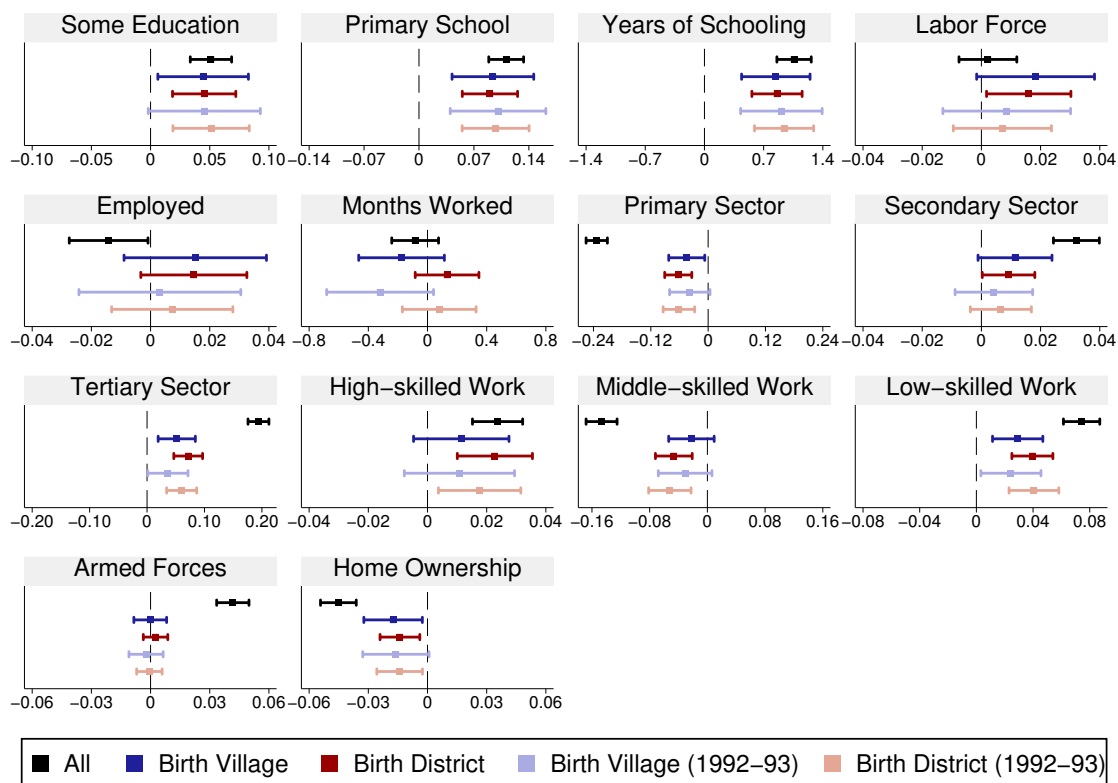 Some Education Primary School Years of Schooling Labor Force
−0.10 −0.05 0 0.05 0.10 −0.14 −0.07 0 0.07 0.14 −1.4 −0.7 0 0.7 1.4 −0.04 −0.02 0 0.02 0.04
Employed Months Worked Primary Sector Secondary Sector
−0.04 −0.02 0 0.02 0.04 −0.8 −0.4 0 0.4 0.8 −0.24 −0.12 0 0.12 0.24 −0.04 −0.02 0 0.02 0.04
Tertiary Sector High−skilled Work Middle−skilled Work Low−skilled Work
−0.20 −0.10 0 0.10 0.20 −0.04 −0.02 0 0.02 0.04 −0.16 −0.08 0 0.08 0.16 −0.08 −0.04 0 0.04 0.08
Armed Forces Home Ownership
−0.06 −0.03 0 0.03 0.06 −0.06 −0.03 0 0.03 0.06
All Birth Village Birth District Birth Village (1992−93) Birth District (1992−93)